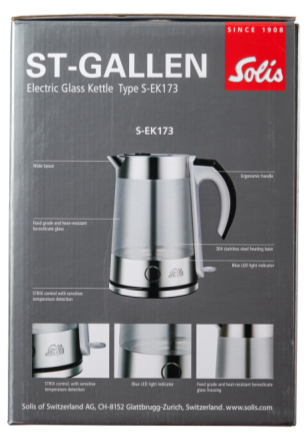 SINCE 1908
Solis
ST-GALLEN
Electric Glass Kettle Type S-EK173
S-EK173
Wide Spout
Ergonomic handle
Food grade and heat-resistant
borosilicate glass
304 stainless steel heating base
Blue LED light indicator
STRIX control with sensitive
temperature detection
STRIX control, with sensitive
temperature detection
Blue LED light indicator
Food grade and heat-resistant borosilicate
glass housing
Solis of Switzerland AG, CH-8152 Glattbrugg-Zurich, Switzerland. www.solis.com